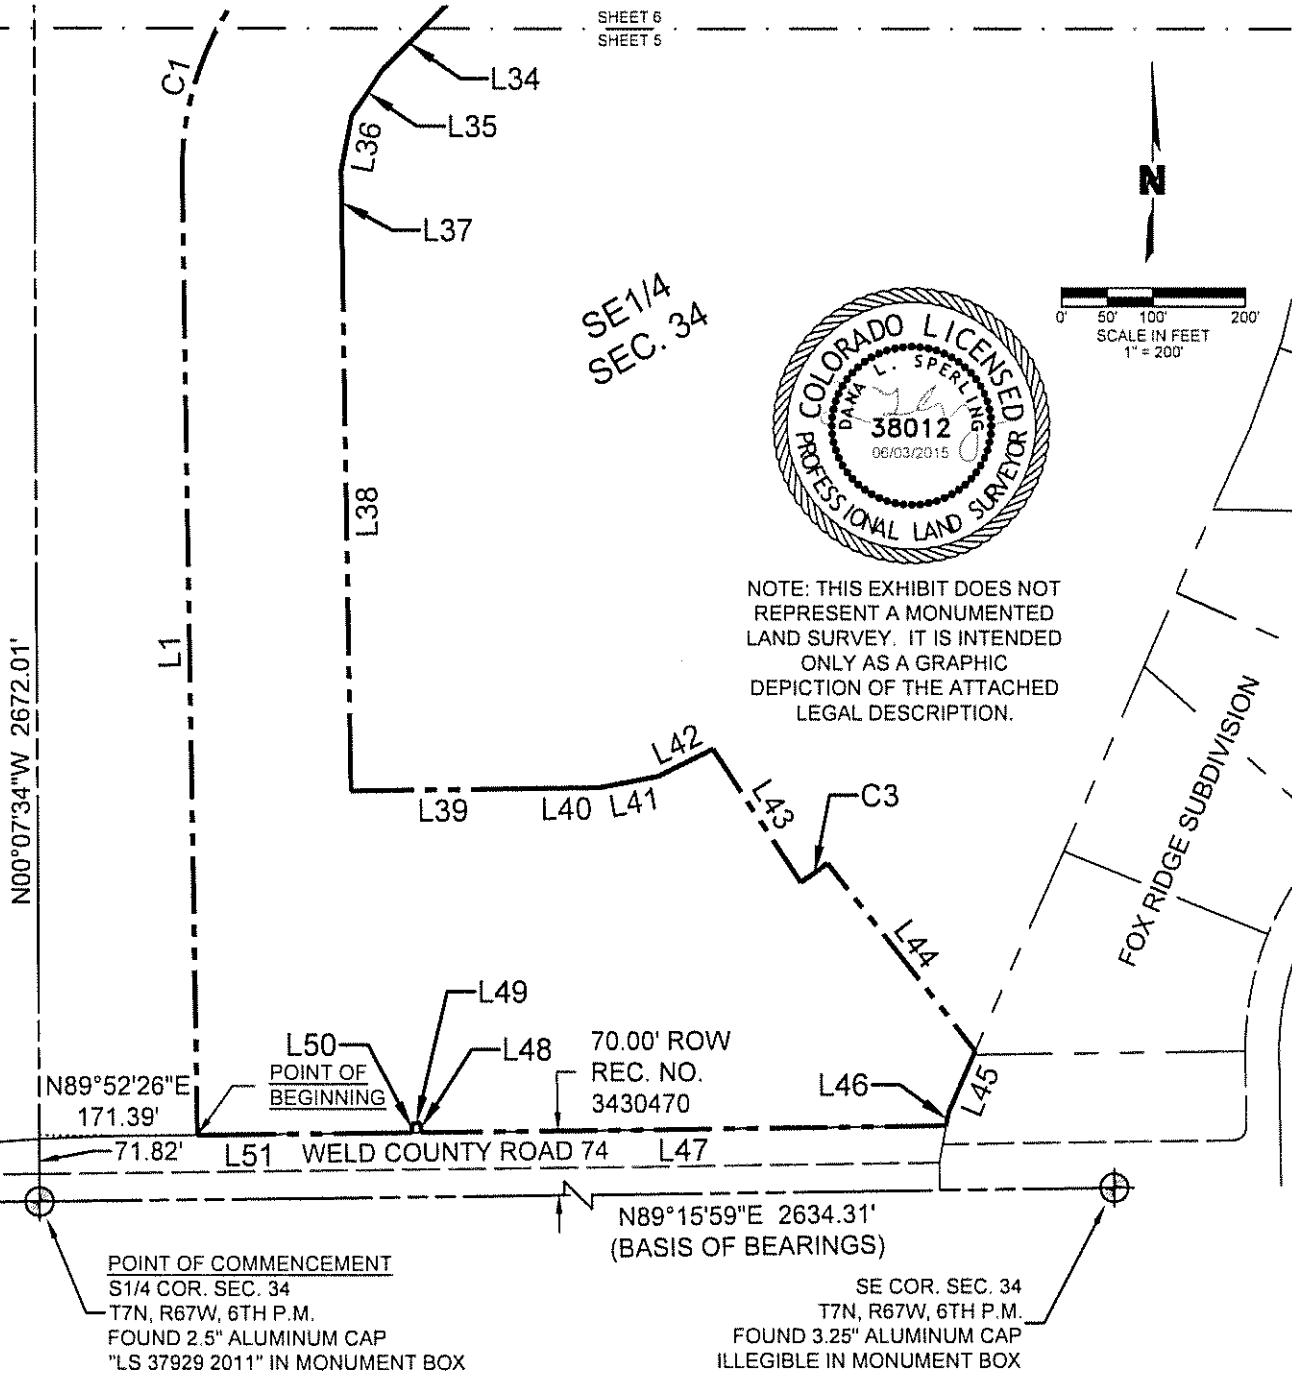 SHEET 6
SHEET 5
C1
L34
L35
L36
L37
N
0' 50' 100' 200'
SCALE IN FEET
1" = 200'
SE1/4
SEC. 34
COLORADO LICENSED
PROFESSIONAL LAND SURVEYOR
DANA L. SPERLING
38012
06/03/2015
L38
NOTE: THIS EXHIBIT DOES NOT
REPRESENT A MONUMENTED
LAND SURVEY. IT IS INTENDED
ONLY AS A GRAPHIC
DEPICTION OF THE ATTACHED
LEGAL DESCRIPTION.
L1
N00°07'34"W 2672.01'
FOX RIDGE SUBDIVISION
L42
L43
C3
L39
L40
L41
L44
L49
L50
L48
70.00' ROW
REC. NO.
3430470
L46
L45
POINT OF
BEGINNING
N89°52'26"E
171.39'
71.82'
L51
WELD COUNTY ROAD 74
L47
N89°15'59"E 2634.31'
(BASIS OF BEARINGS)
POINT OF COMMENCEMENT
S1/4 COR. SEC. 34
T7N, R67W, 6TH P.M.
FOUND 2.5" ALUMINUM CAP
"LS 37929 2011" IN MONUMENT BOX
SE COR. SEC. 34
T7N, R67W, 6TH P.M.
FOUND 3.25" ALUMINUM CAP
ILLEGIBLE IN MONUMENT BOX